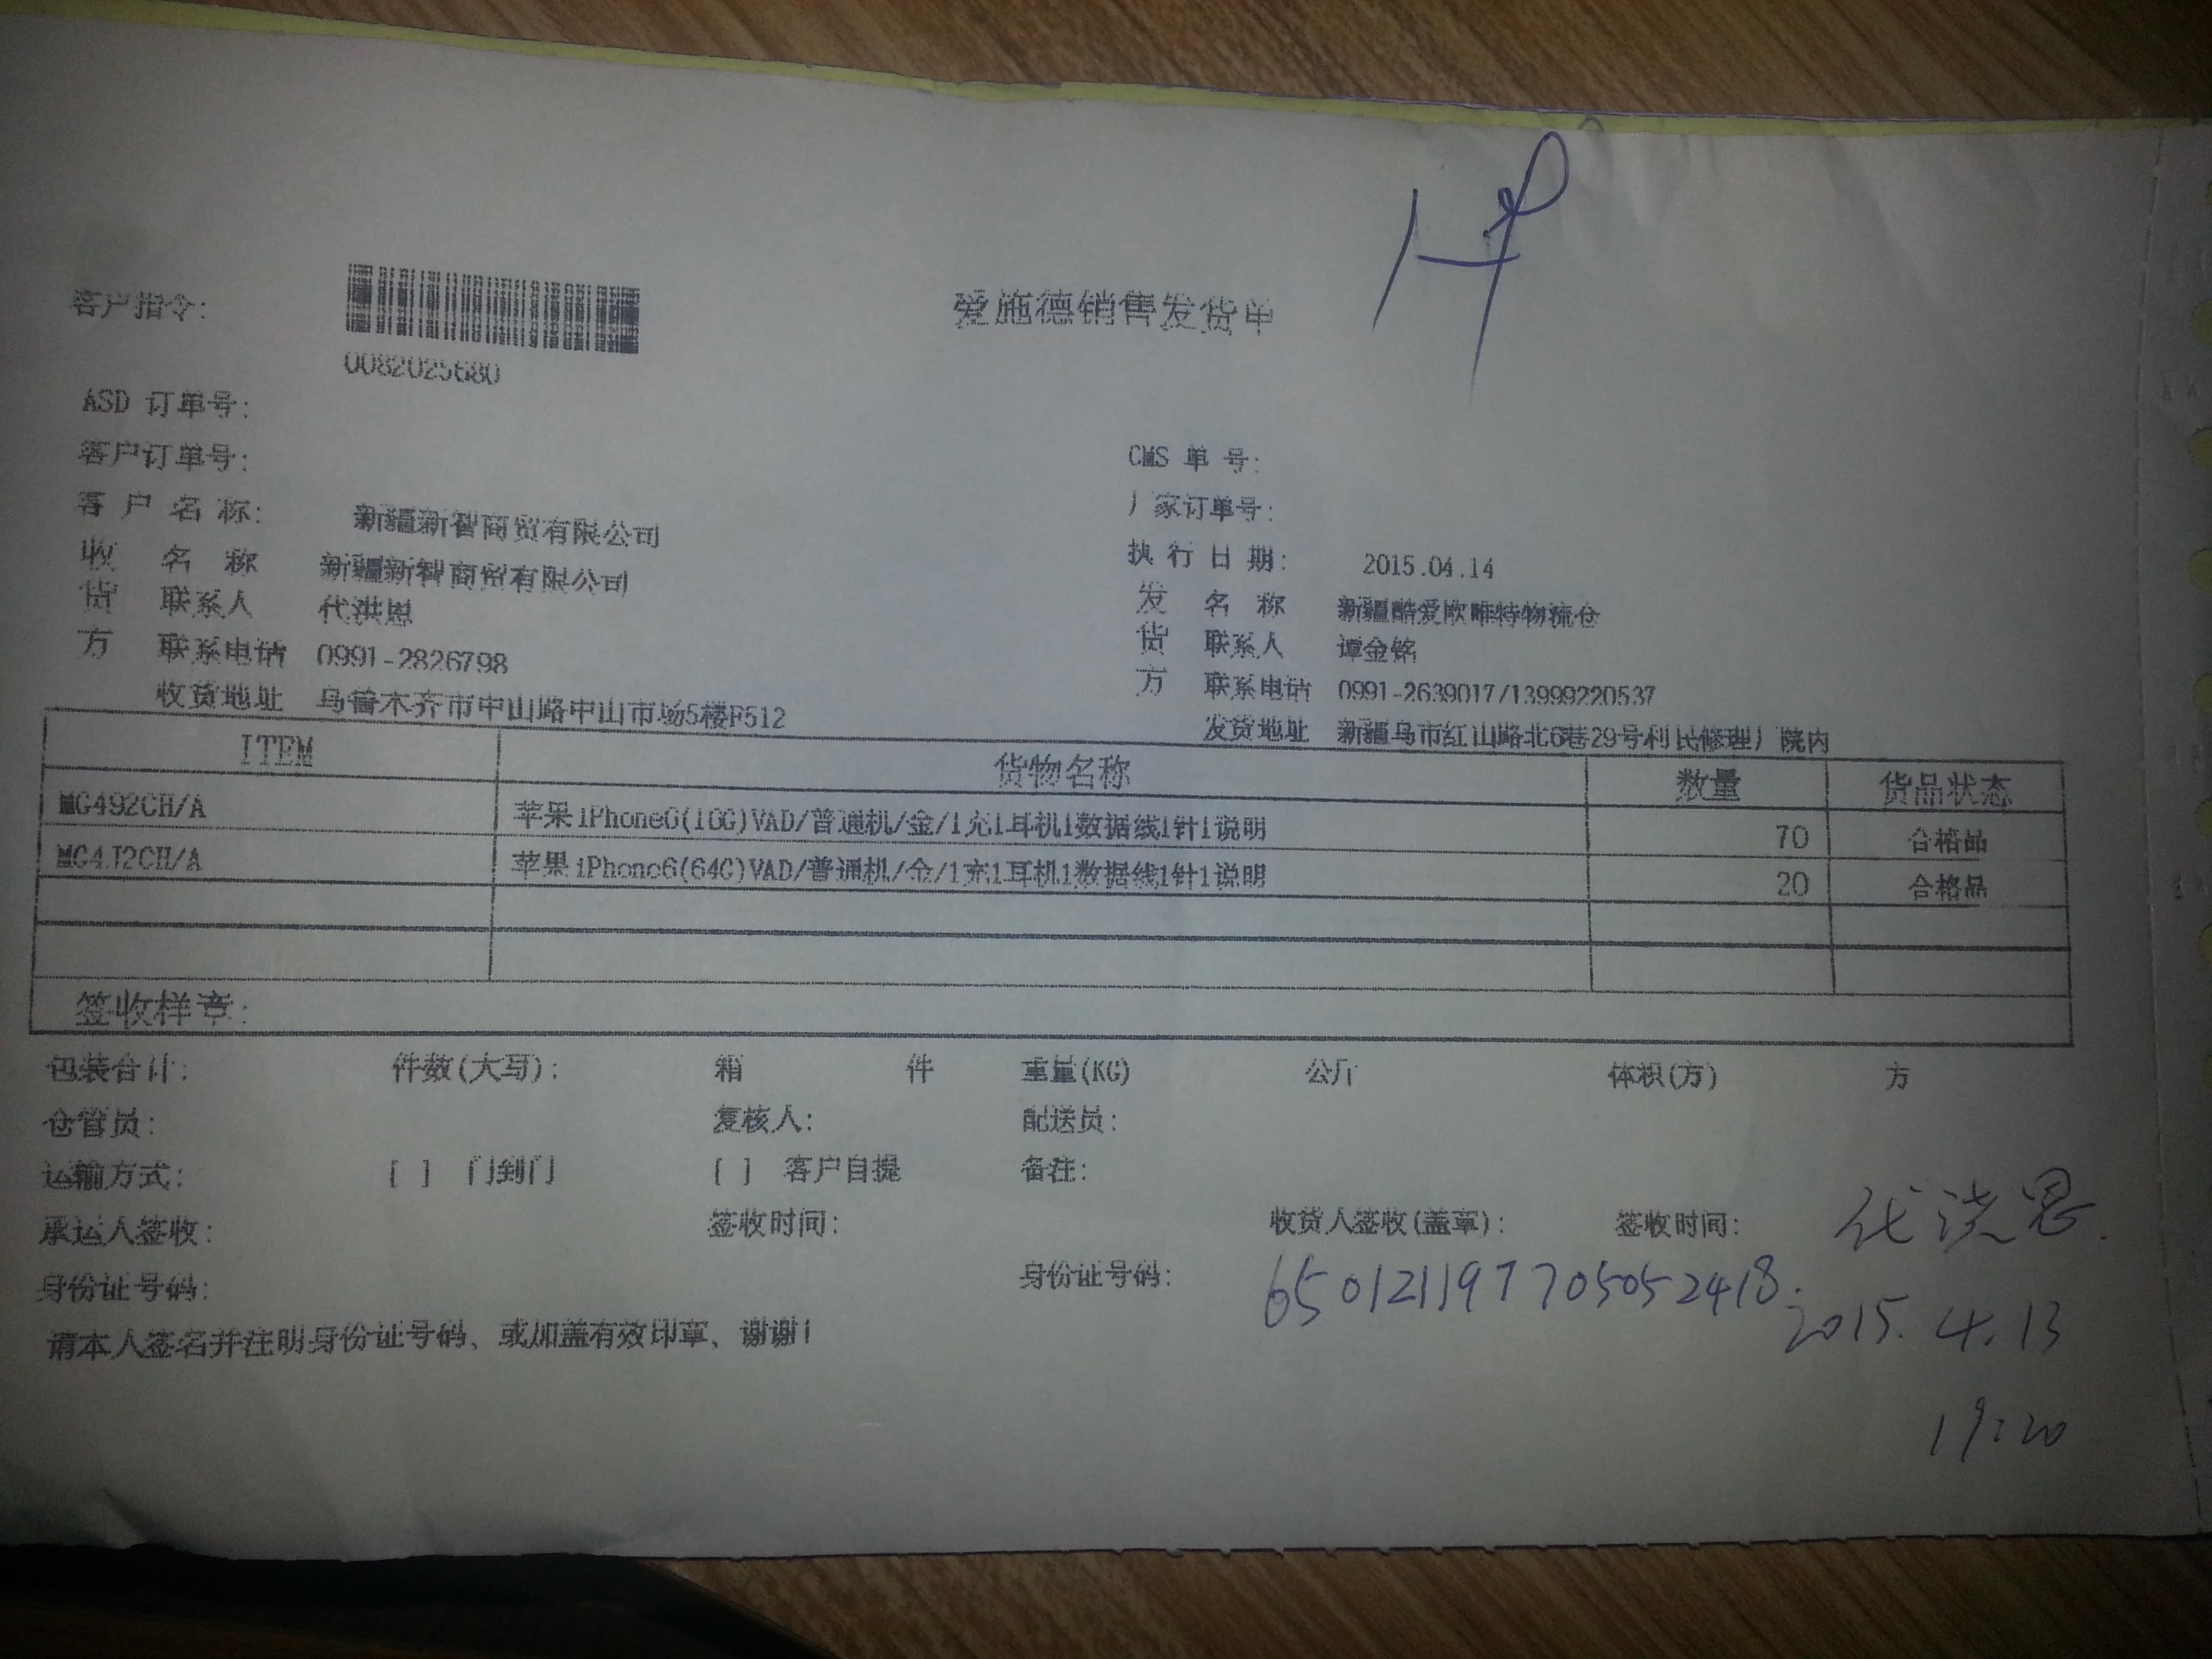 客户指令:
0082025680
爱施德销售发货单
ASD 订单号:
客户订单号:
CMS 单 号:
厂家订单号:
客 户 名 称: 新疆新智商贸有限公司
执 行 日 期: 2015.04.14
收货方
名 称 新疆新智商贸有限公司
联系人 代洪恩
联系电话 0991-2826798
收货地址 乌鲁木齐市中山路中山市场5楼F512
发货方
名 称 新疆酷爱欧唯特物流仓
联系人 谭金铭
联系电话 0991-2639017/13999220537
发货地址 新疆乌市红山路北6巷29号利民修理厂院内
ITEM 货物名称 数量 货品状态
MG492CH/A 苹果iPhone6(16G)VAD/普通机/金/1充1耳机1数据线1针1说明 70 合格品
MG4J2CH/A 苹果iPhone6(64G)VAD/普通机/金/1充1耳机1数据线1针1说明 20 合格品
签收样章:
包装合计: 件数(大写): 箱 件 重量(KG) 公斤 体积(方) 方
仓管员: 复核人: 配送员:
运输方式: [ ] 门到门 [ ] 客户自提 备注:
承运人签收: 签收时间: 收货人签收(盖章): 签收时间: 代洪恩
身份证号码: 身份证号码: 650121197705052418
2015.4.13
请本人签名并注明身份证号码、或加盖有效印章、谢谢!
19:20